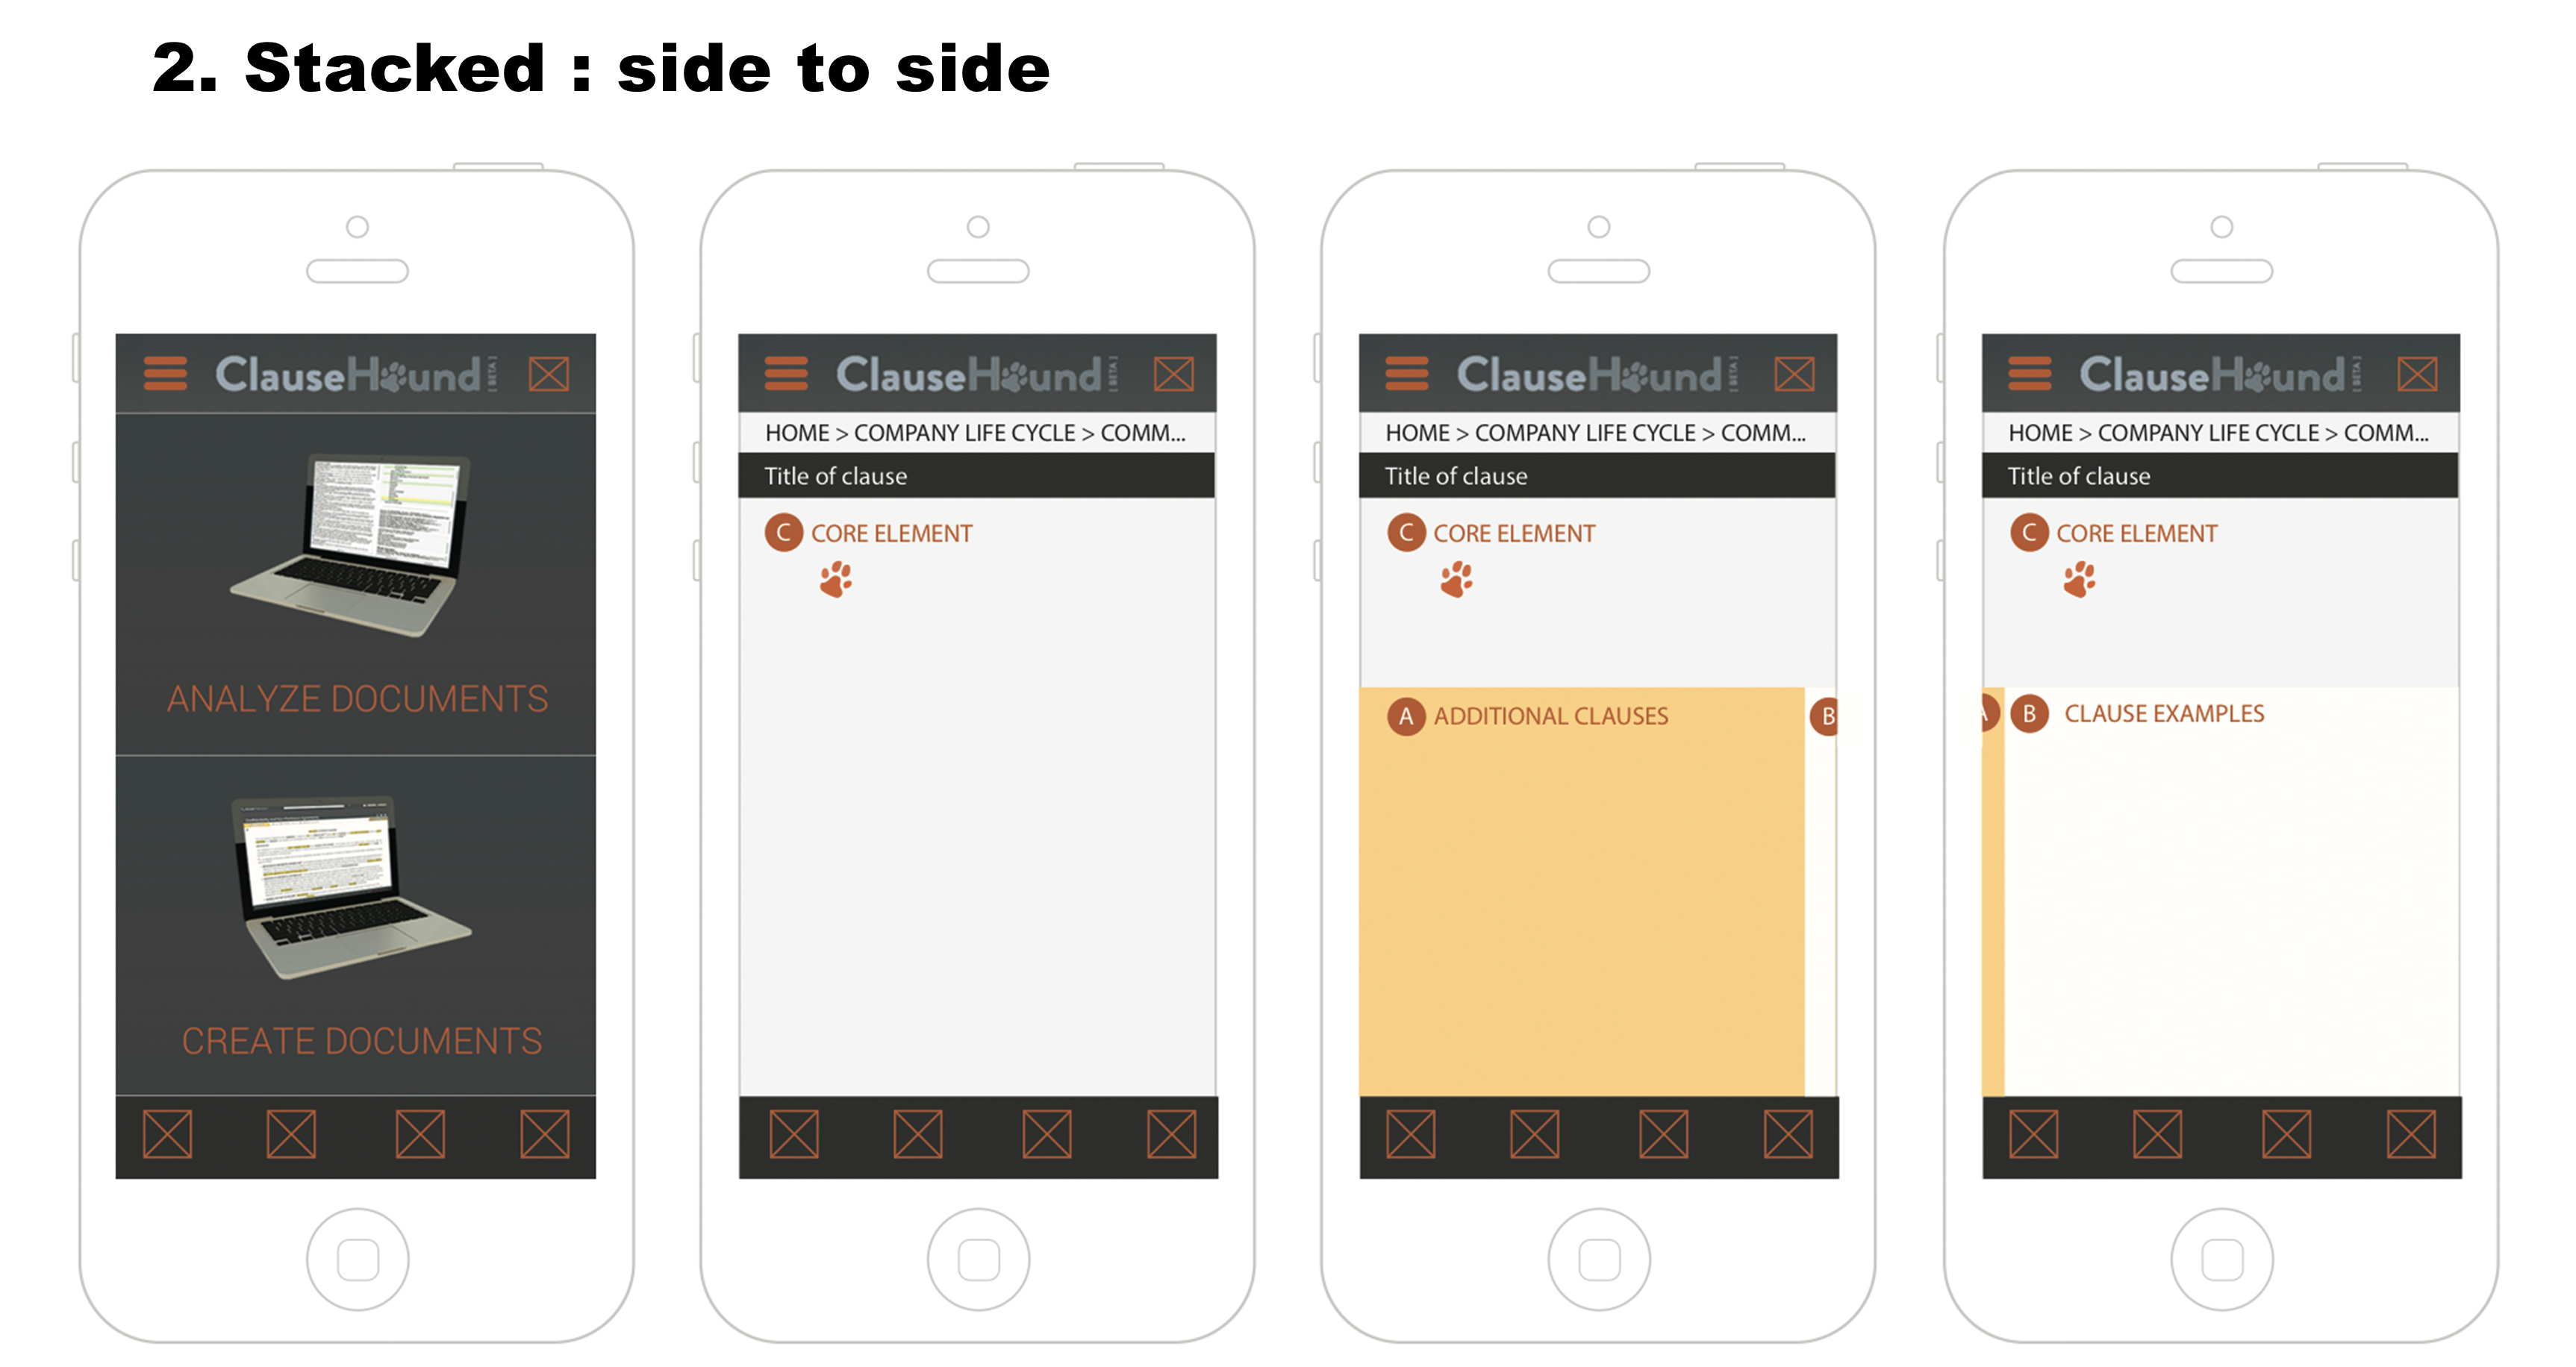 2. Stacked : side to side
ClauseHound [BETA]
ANALYZE DOCUMENTS
CREATE DOCUMENTS
ClauseHound [BETA]
HOME > COMPANY LIFE CYCLE > COMM...
Title of clause
C CORE ELEMENT
ClauseHound [BETA]
HOME > COMPANY LIFE CYCLE > COMM...
Title of clause
C CORE ELEMENT
A ADDITIONAL CLAUSES B
ClauseHound [BETA]
HOME > COMPANY LIFE CYCLE > COMM...
Title of clause
C CORE ELEMENT
A B CLAUSE EXAMPLES